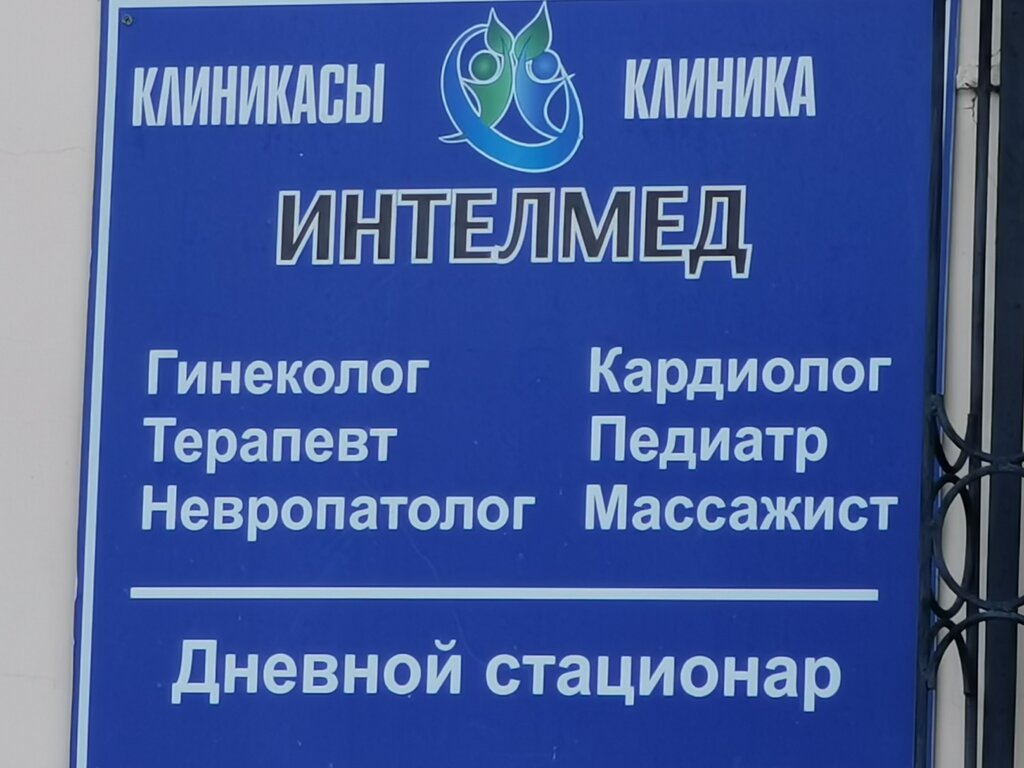 КЛИНИКАСЫ КЛИНИКА
ИНТЕЛМЕД
Гинеколог Кардиолог
Терапевт Педиатр
Невропатолог Массажист
Дневной стационар